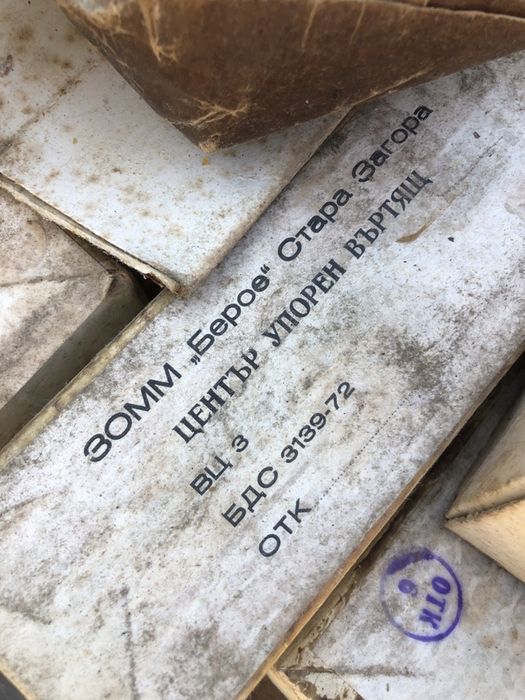 ЗОММ „Берое“ Стара Загора
ЦЕНТЪР УПОРЕН ВЪРТЯЩ
ВЦ 3
БДС 3139-72
ОТК
ОТК
6